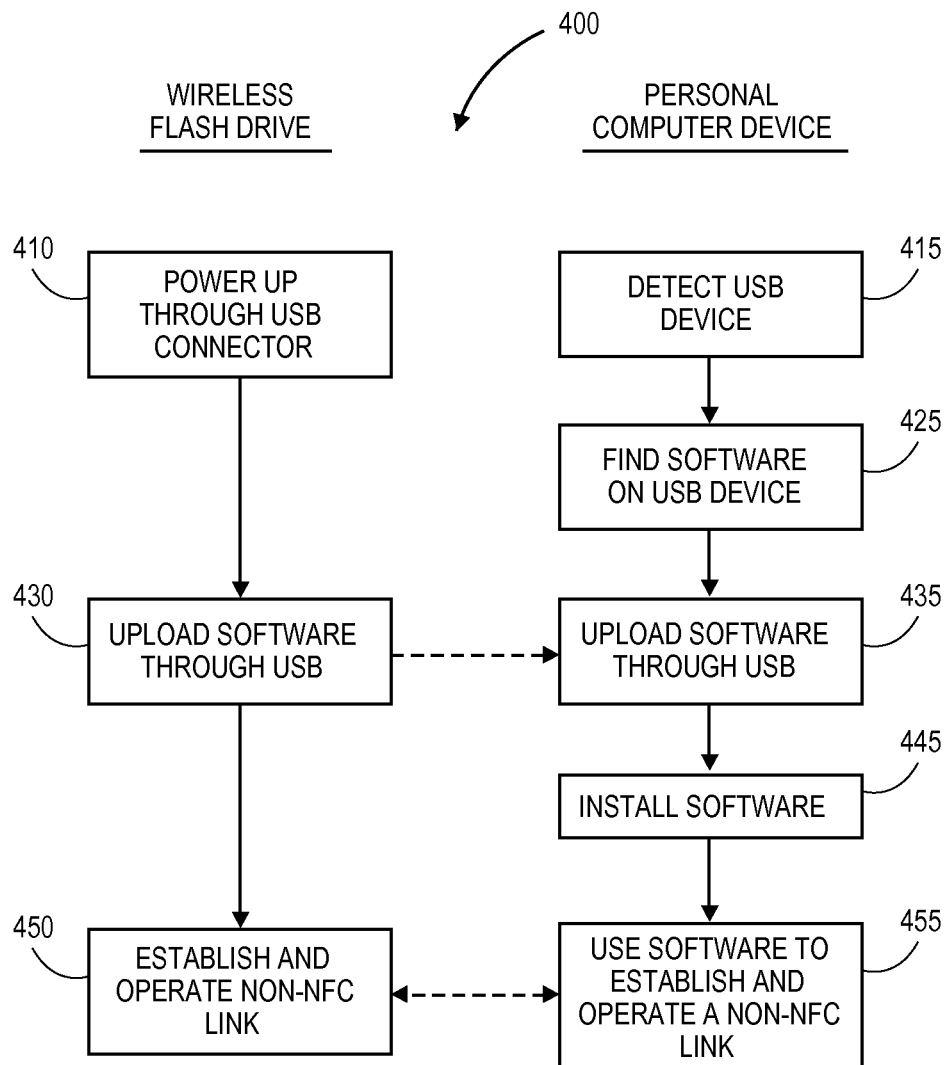 400
WIRELESS
FLASH DRIVE
PERSONAL
COMPUTER DEVICE
410
POWER UP
THROUGH USB
CONNECTOR
415
DETECT USB
DEVICE
425
FIND SOFTWARE
ON USB DEVICE
430
UPLOAD SOFTWARE
THROUGH USB
435
UPLOAD SOFTWARE
THROUGH USB
445
INSTALL SOFTWARE
450
ESTABLISH AND
OPERATE NON-NFC
LINK
455
USE SOFTWARE TO
ESTABLISH AND
OPERATE A NON-NFC
LINK